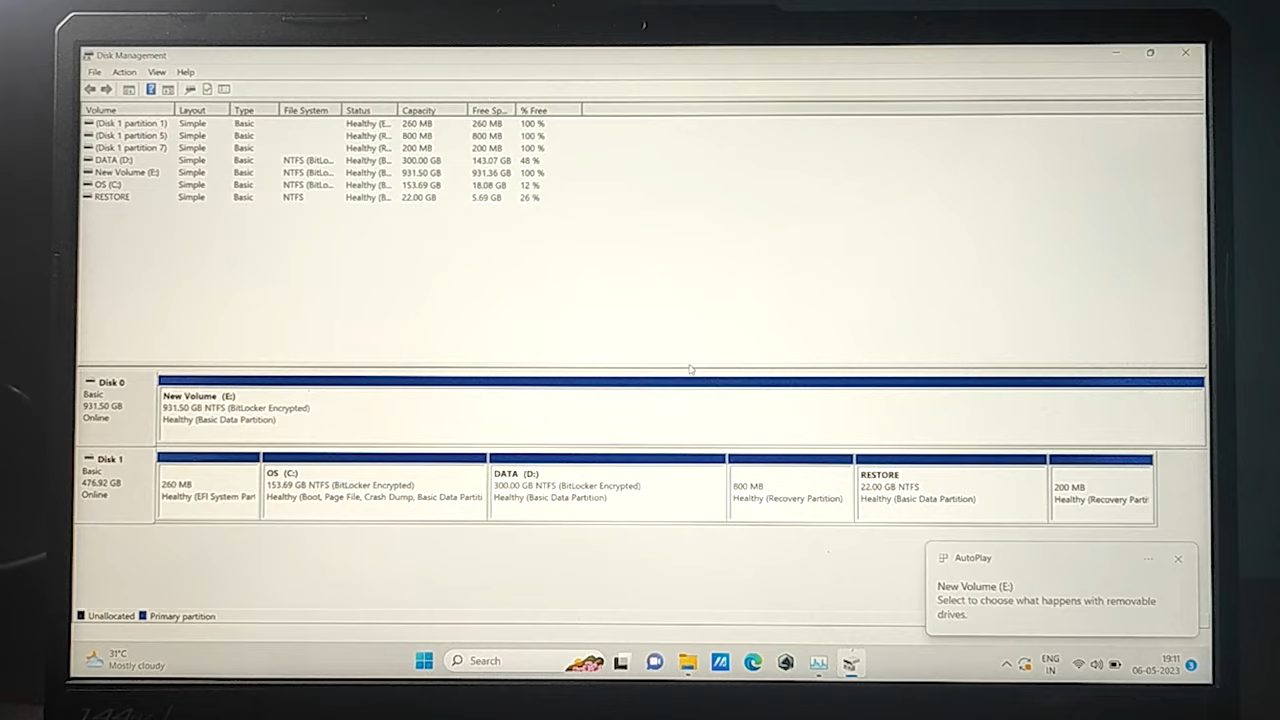 Disk Management
File Action View Help
Volume Layout Type File System Status Capacity Free Sp... % Free
(Disk 1 partition 1) Simple Basic Healthy (E... 260 MB 260 MB 100 %
(Disk 1 partition 5) Simple Basic Healthy (R... 800 MB 800 MB 100 %
(Disk 1 partition 7) Simple Basic Healthy (R... 200 MB 200 MB 100 %
DATA (D:) Simple Basic NTFS (BitLo... Healthy (B... 300.00 GB 143.07 GB 48 %
New Volume (E:) Simple Basic NTFS (BitLo... Healthy (B... 931.50 GB 931.36 GB 100 %
OS (C:) Simple Basic NTFS (BitLo... Healthy (B... 153.69 GB 18.08 GB 12 %
RESTORE Simple Basic NTFS Healthy (B... 22.00 GB 5.69 GB 26 %
Disk 0
Basic
931.50 GB
Online
New Volume (E:)
931.50 GB NTFS (BitLocker Encrypted)
Healthy (Basic Data Partition)
Disk 1
Basic
476.92 GB
Online
260 MB
Healthy (EFI System Part
OS (C:)
153.69 GB NTFS (BitLocker Encrypted)
Healthy (Boot, Page File, Crash Dump, Basic Data Partiti
DATA (D:)
300.00 GB NTFS (BitLocker Encrypted)
Healthy (Basic Data Partition)
800 MB
Healthy (Recovery Partition)
RESTORE
22.00 GB NTFS
Healthy (Basic Data Partition)
200 MB
Healthy (Recovery Partit
AutoPlay
New Volume (E:)
Select to choose what happens with removable
drives.
Unallocated Primary partition
31°C
Mostly cloudy
Search
ENG
IN
19:11
06-05-2023
3